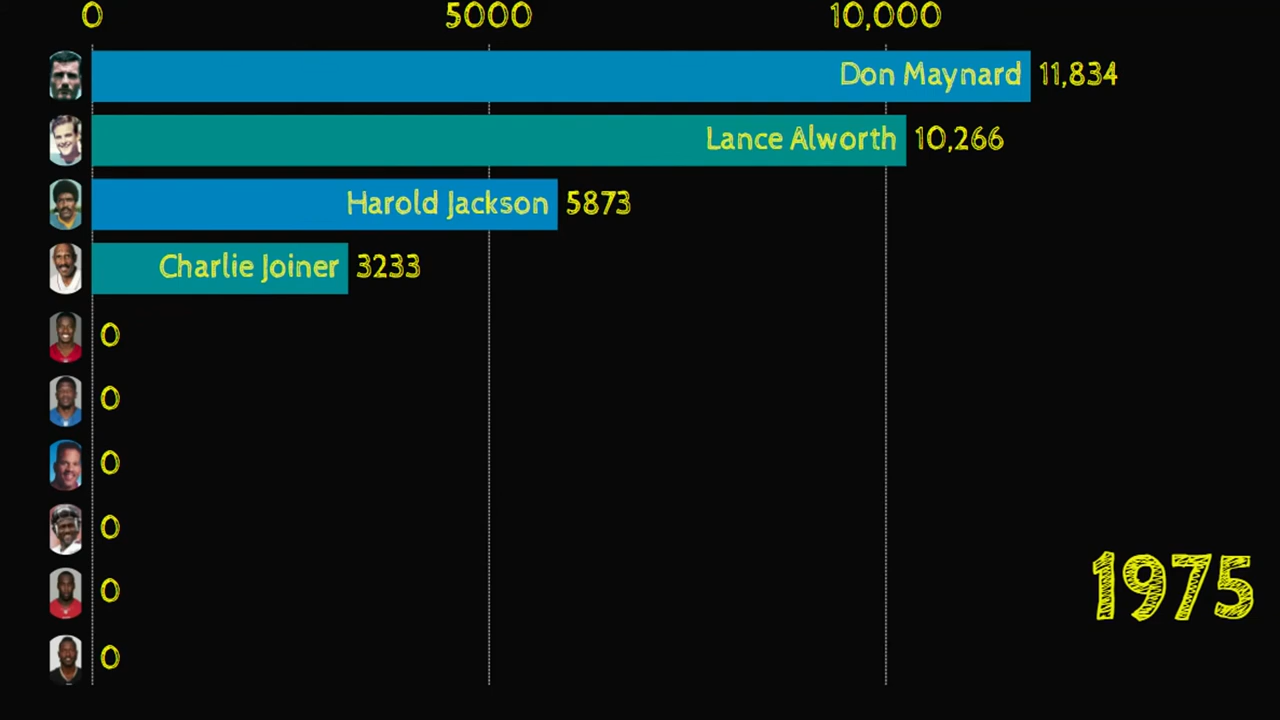 0 5000 10,000
Don Maynard 11,834
Lance Alworth 10,266
Harold Jackson 5873
Charlie Joiner 3233
0
0
0
0
0
0
1975